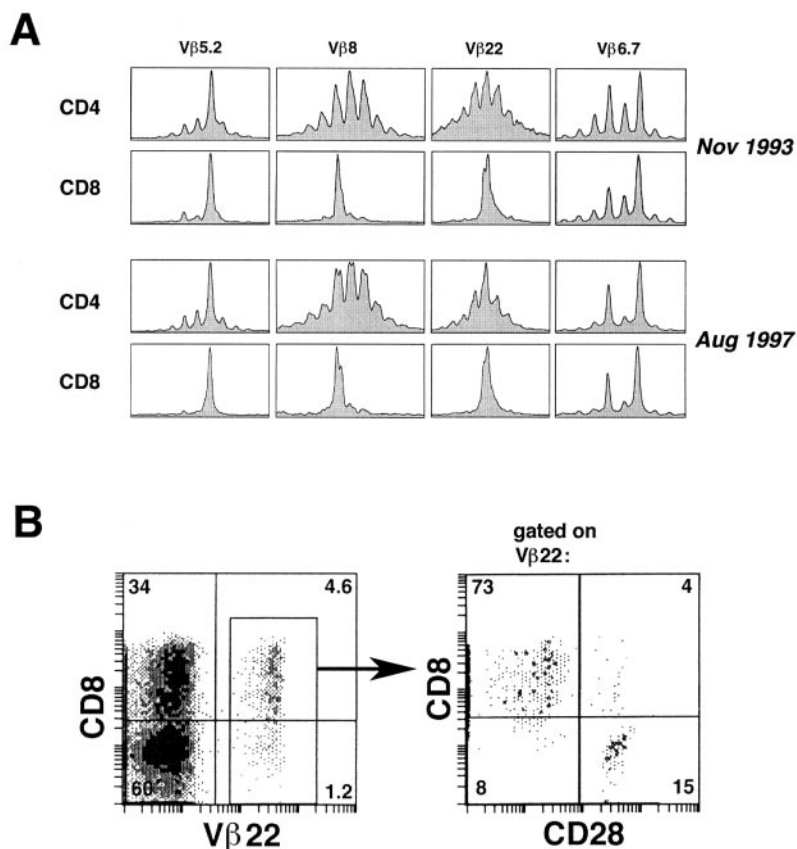 A
Vβ5.2 Vβ8 Vβ22 Vβ6.7
CD4
Nov 1993
CD8
CD4
Aug 1997
CD8
B
gated on
Vβ22:
34 4.6
73 4
CD8
CD8
60 1.2
8 15
Vβ22
CD28